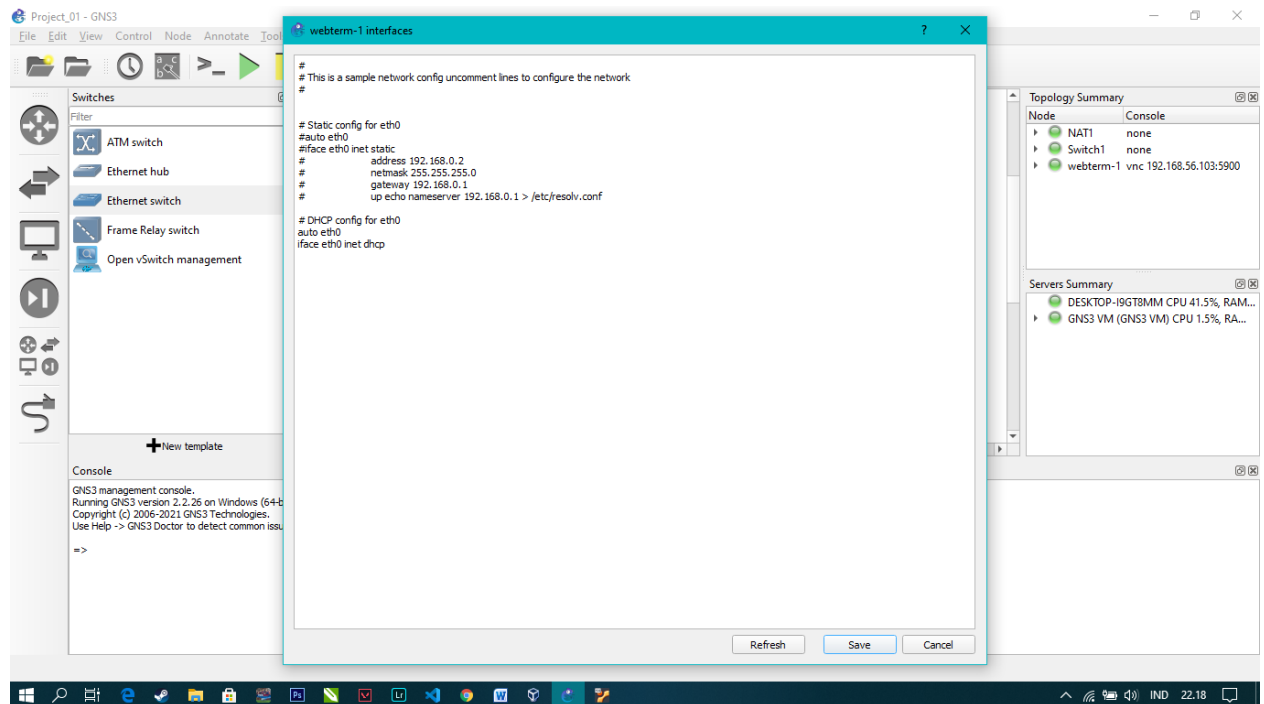 Project_01 - GNS3
File Edit View Control Node Annotate Tool
Switches
Filter
ATM switch
Ethernet hub
Ethernet switch
Frame Relay switch
Open vSwitch management
New template
Console
GNS3 management console.
Running GNS3 version 2.2.26 on Windows (64-b
Copyright (c) 2006-2021 GNS3 Technologies.
Use Help -> GNS3 Doctor to detect common issu
=>
webterm-1 interfaces
#
# This is a sample network config uncomment lines to configure the network
#
# Static config for eth0
#auto eth0
#iface eth0 inet static
# address 192.168.0.2
# netmask 255.255.255.0
# gateway 192.168.0.1
# up echo nameserver 192.168.0.1 > /etc/resolv.conf
# DHCP config for eth0
auto eth0
iface eth0 inet dhcp
Refresh Save Cancel
Topology Summary
Node Console
NAT1 none
Switch1 none
webterm-1 vnc 192.168.56.103:5900
Servers Summary
DESKTOP-I9GT8MM CPU 41.5%, RAM...
GNS3 VM (GNS3 VM) CPU 1.5%, RA...
IND 22.18